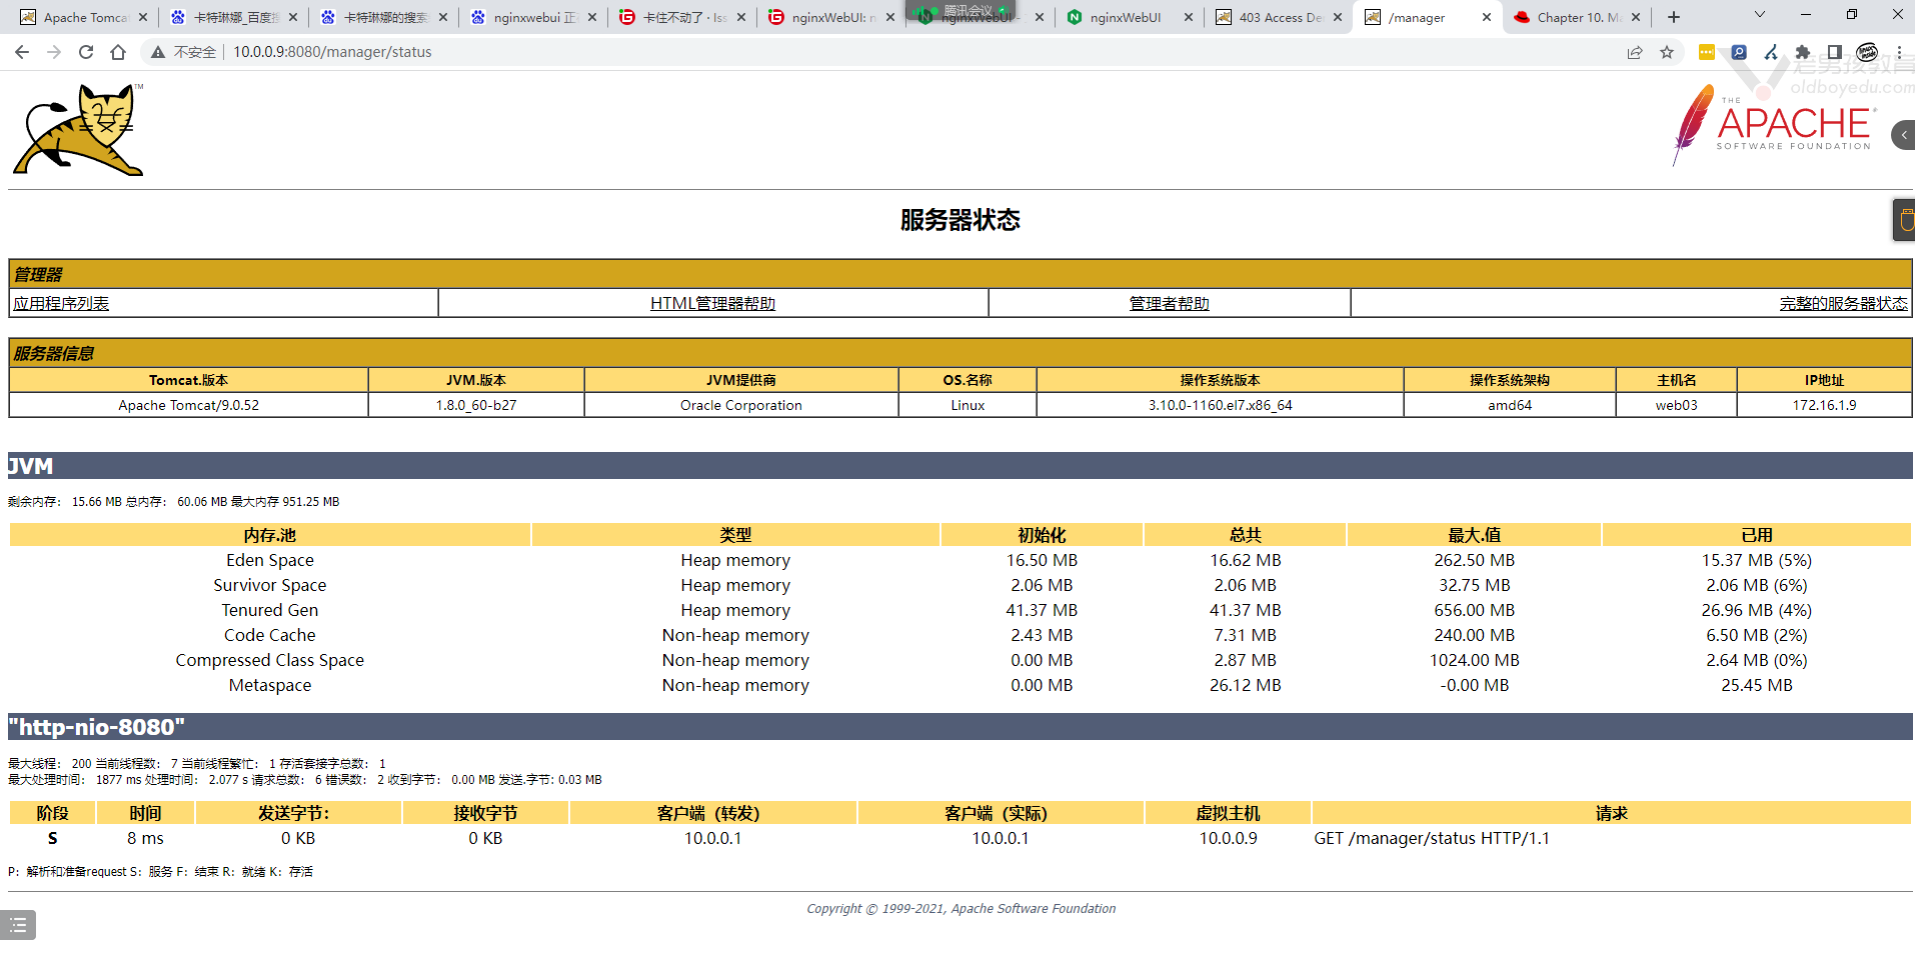 Apache Tomca
卡特琳娜_百度搜
卡特琳娜的搜索
nginxwebui 正
卡住不动了 · Iss
nginxWebUI: n
腾讯会议
nginxWebUI -
nginxWebUI
403 Access De
/manager
Chapter 10. Ma
不安全
10.0.0.9:8080/manager/status
老男孩教育
oldboyedu.com
TM
THE
APACHE
SOFTWARE FOUNDATION
服务器状态
管理器
应用程序列表 HTML管理器帮助 管理者帮助 完整的服务器状态
服务器信息
Tomcat.版本 JVM.版本 JVM提供商 OS.名称 操作系统版本 操作系统架构 主机名 IP地址
Apache Tomcat/9.0.52 1.8.0_60-b27 Oracle Corporation Linux 3.10.0-1160.el7.x86_64 amd64 web03 172.16.1.9
JVM
剩余内存： 15.66 MB 总内存： 60.06 MB 最大内存 951.25 MB
内存.池 类型 初始化 总共 最大.值 已用
Eden Space Heap memory 16.50 MB 16.62 MB 262.50 MB 15.37 MB (5%)
Survivor Space Heap memory 2.06 MB 2.06 MB 32.75 MB 2.06 MB (6%)
Tenured Gen Heap memory 41.37 MB 41.37 MB 656.00 MB 26.96 MB (4%)
Code Cache Non-heap memory 2.43 MB 7.31 MB 240.00 MB 6.50 MB (2%)
Compressed Class Space Non-heap memory 0.00 MB 2.87 MB 1024.00 MB 2.64 MB (0%)
Metaspace Non-heap memory 0.00 MB 26.12 MB -0.00 MB 25.45 MB
"http-nio-8080"
最大线程： 200 当前线程数： 7 当前线程繁忙： 1 存活套接字总数： 1
最大处理时间： 1877 ms 处理时间： 2.077 s 请求总数： 6 错误数： 2 收到字节： 0.00 MB 发送.字节: 0.03 MB
阶段 时间 发送字节： 接收字节 客户端（转发） 客户端（实际） 虚拟主机 请求
S 8 ms 0 KB 0 KB 10.0.0.1 10.0.0.1 10.0.0.9 GET /manager/status HTTP/1.1
P：解析和准备request S：服务 F：结束 R：就绪 K：存活
Copyright © 1999-2021, Apache Software Foundation